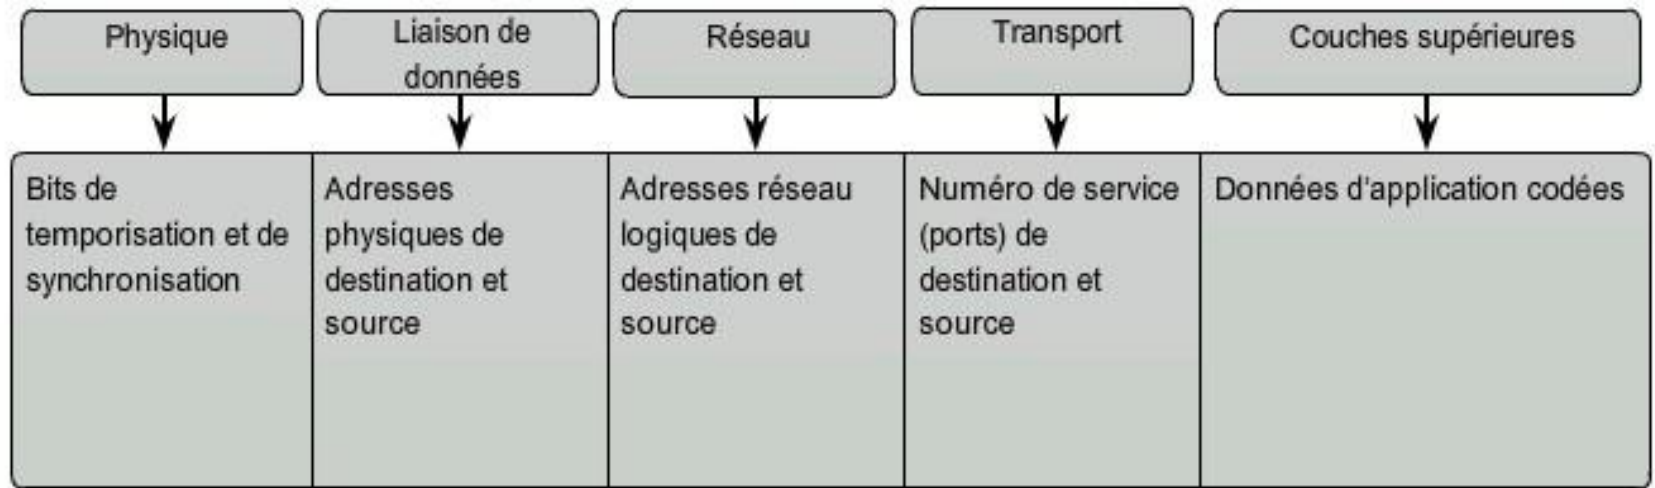 Physique
Liaison de
données
Réseau
Transport
Couches supérieures
Bits de
temporisation et de
synchronisation
Adresses
physiques de
destination et
source
Adresses réseau
logiques de
destination et
source
Numéro de service
(ports) de
destination et
source
Données d'application codées